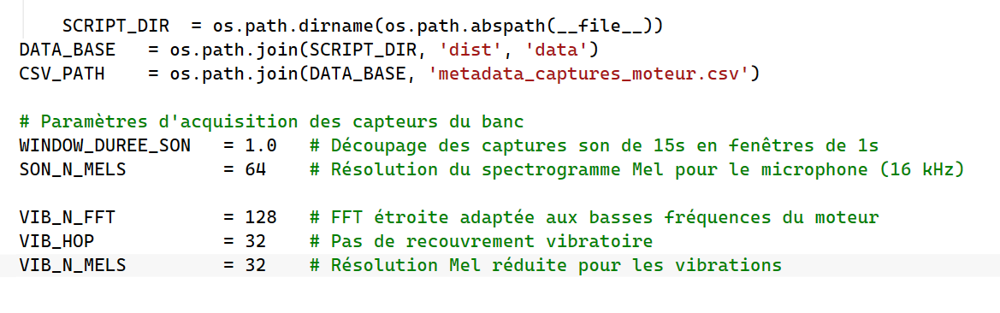 SCRIPT_DIR  = os.path.dirname(os.path.abspath(__file__))
DATA_BASE   = os.path.join(SCRIPT_DIR, 'dist', 'data')
CSV_PATH    = os.path.join(DATA_BASE, 'metadata_captures_moteur.csv')
# Paramètres d'acquisition des capteurs du banc
WINDOW_DUREE_SON   = 1.0   # Découpage des captures son de 15s en fenêtres de 1s
SON_N_MELS         = 64    # Résolution du spectrogramme Mel pour le microphone (16 kHz)
VIB_N_FFT          = 128   # FFT étroite adaptée aux basses fréquences du moteur
VIB_HOP            = 32    # Pas de recouvrement vibratoire
VIB_N_MELS         = 32    # Résolution Mel réduite pour les vibrations